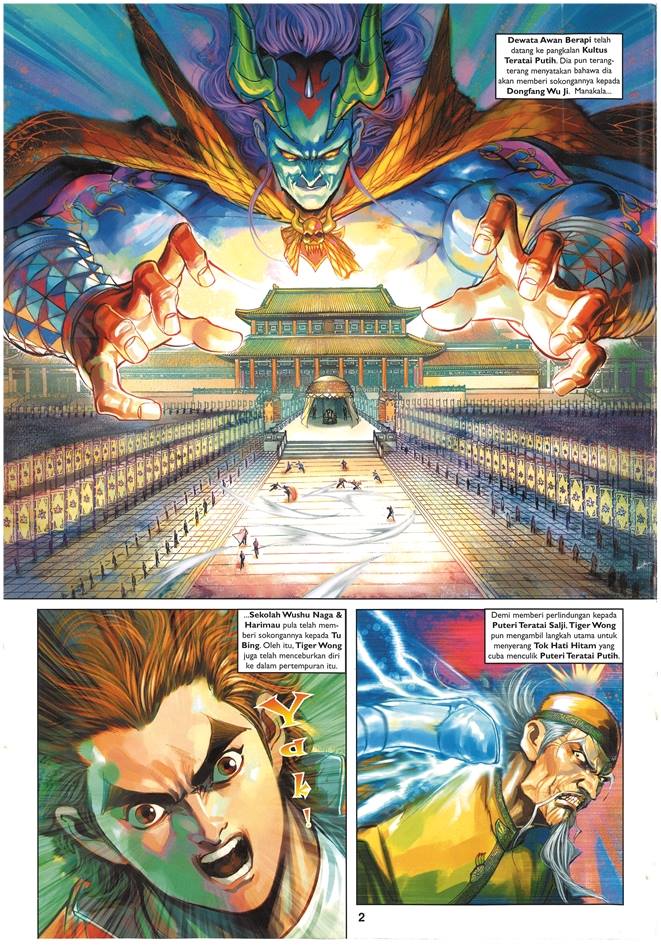 Dewata Awan Berapi telah
datang ke pangkalan Kultus
Teratai Putih. Dia pun terang-
terang menyatakan bahawa dia
akan memberi sokongannya kepada
Dongfang Wu Ji. Manakala...
...Sekolah Wushu Naga &
Harimau pula telah mem-
beri sokongannya kepada Tu
Bing. Oleh itu, Tiger Wong
juga telah menceburkan diri
ke dalam pertempuran itu.
Yak!
Demi memberi perlindungan kepada
Puteri Teratai Salji, Tiger Wong
pun mengambil langkah utama untuk
menyerang Tok Hati Hitam yang
cuba menculik Puteri Teratai Putih.
2